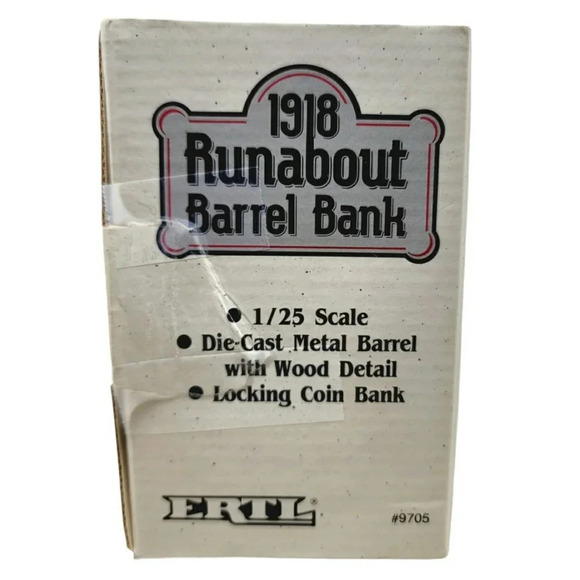 1918
Runabout
Barrel Bank
● 1/25 Scale
● Die-Cast Metal Barrel
with Wood Detail
● Locking Coin Bank
ERTL®
#9705